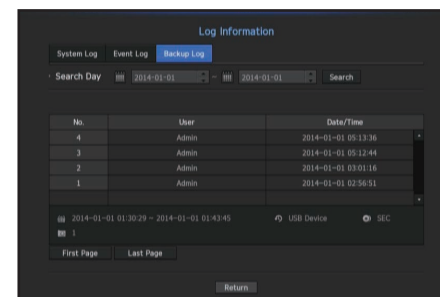 Log Information
System Log Event Log Backup Log
· Search Day 2014-01-01 ~ 2014-01-01 Search
No. User Date/Time
4 Admin 2014-01-01 05:13:36
3 Admin 2014-01-01 05:12:44
2 Admin 2014-01-01 03:01:16
1 Admin 2014-01-01 02:56:51
2014-01-01 01:30:29 ~ 2014-01-01 01:43:45 USB Device SEC
1
First Page Last Page
Return